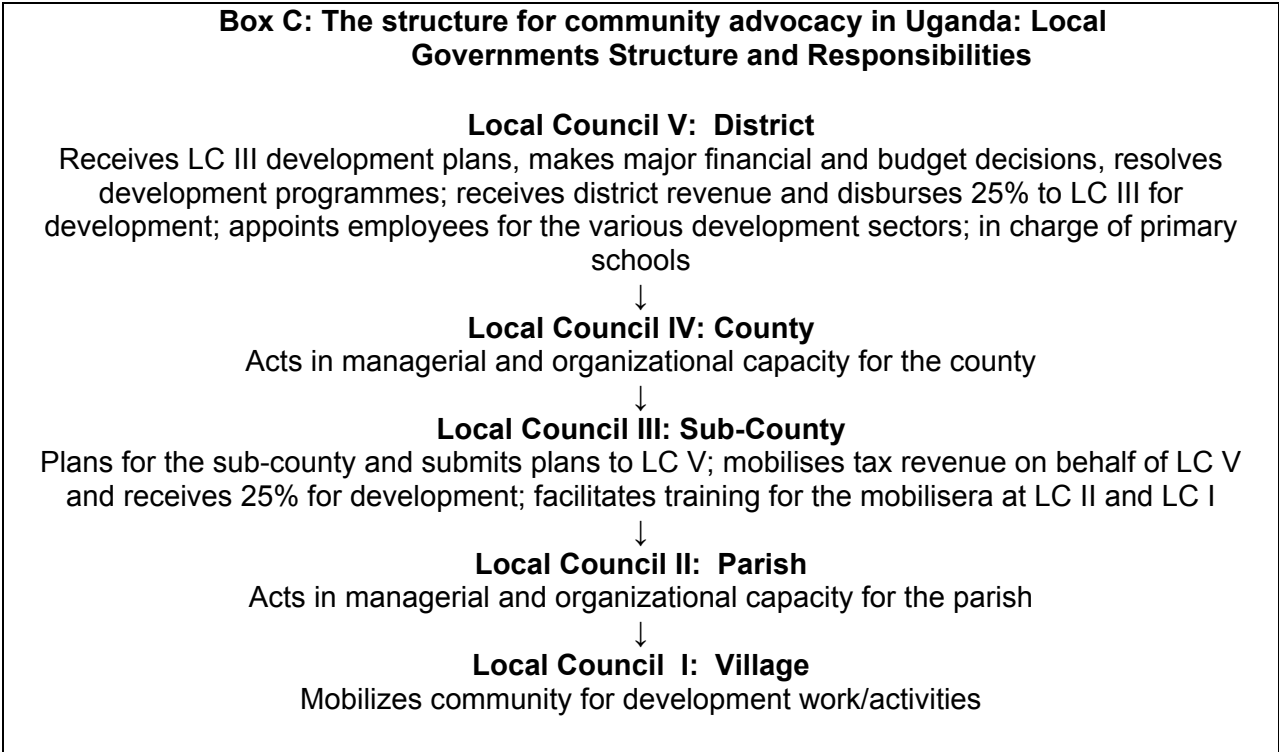 Box C: The structure for community advocacy in Uganda: Local
Governments Structure and Responsibilities
Local Council V: District
Receives LC III development plans, makes major financial and budget decisions, resolves
development programmes; receives district revenue and disburses 25% to LC III for
development; appoints employees for the various development sectors; in charge of primary
schools
↓
Local Council IV: County
Acts in managerial and organizational capacity for the county
↓
Local Council III: Sub-County
Plans for the sub-county and submits plans to LC V; mobilises tax revenue on behalf of LC V
and receives 25% for development; facilitates training for the mobilisera at LC II and LC I
↓
Local Council II: Parish
Acts in managerial and organizational capacity for the parish
↓
Local Council I: Village
Mobilizes community for development work/activities